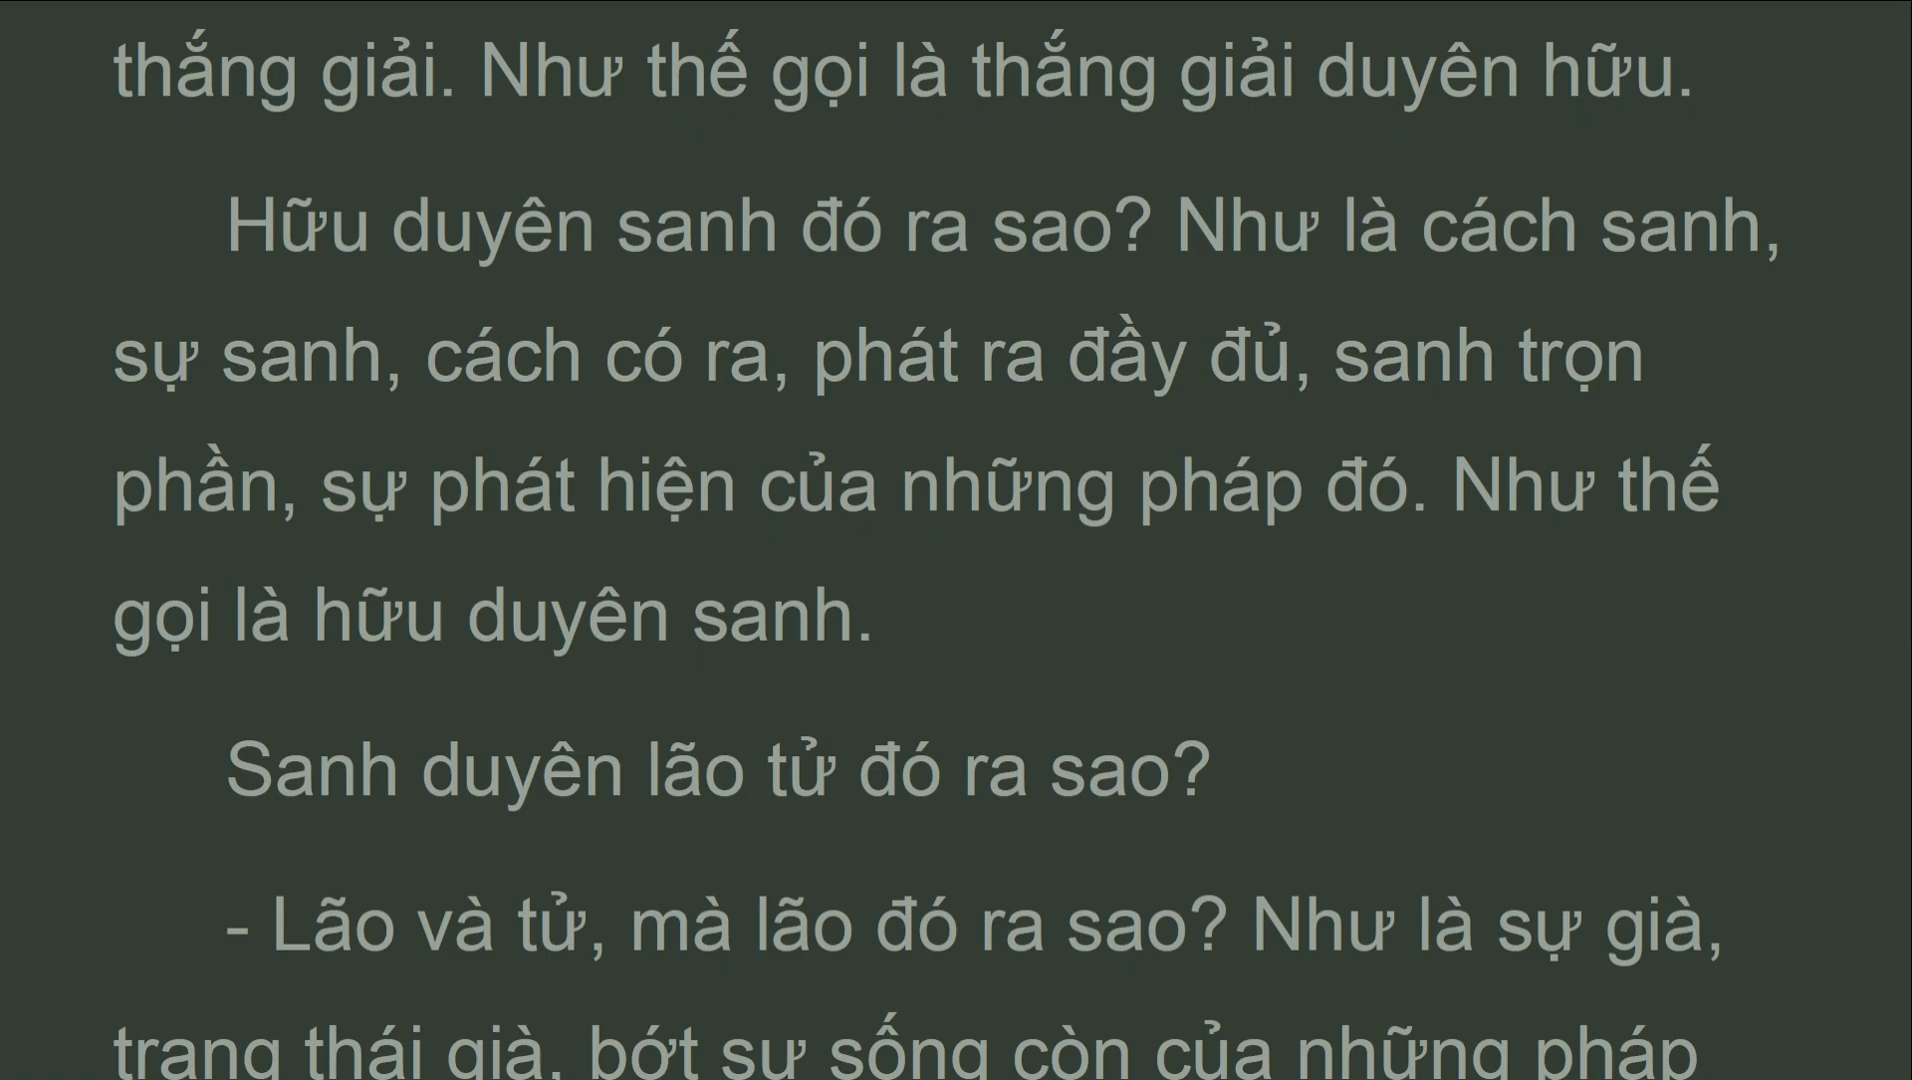 thắng giải. Như thế gọi là thắng giải duyên hữu.
Hữu duyên sanh đó ra sao? Như là cách sanh,
sự sanh, cách có ra, phát ra đầy đủ, sanh trọn
phần, sự phát hiện của những pháp đó. Như thế
gọi là hữu duyên sanh.
Sanh duyên lão tử đó ra sao?
- Lão và tử, mà lão đó ra sao? Như là sự già,
trạng thái già, bớt sự sống còn của những pháp